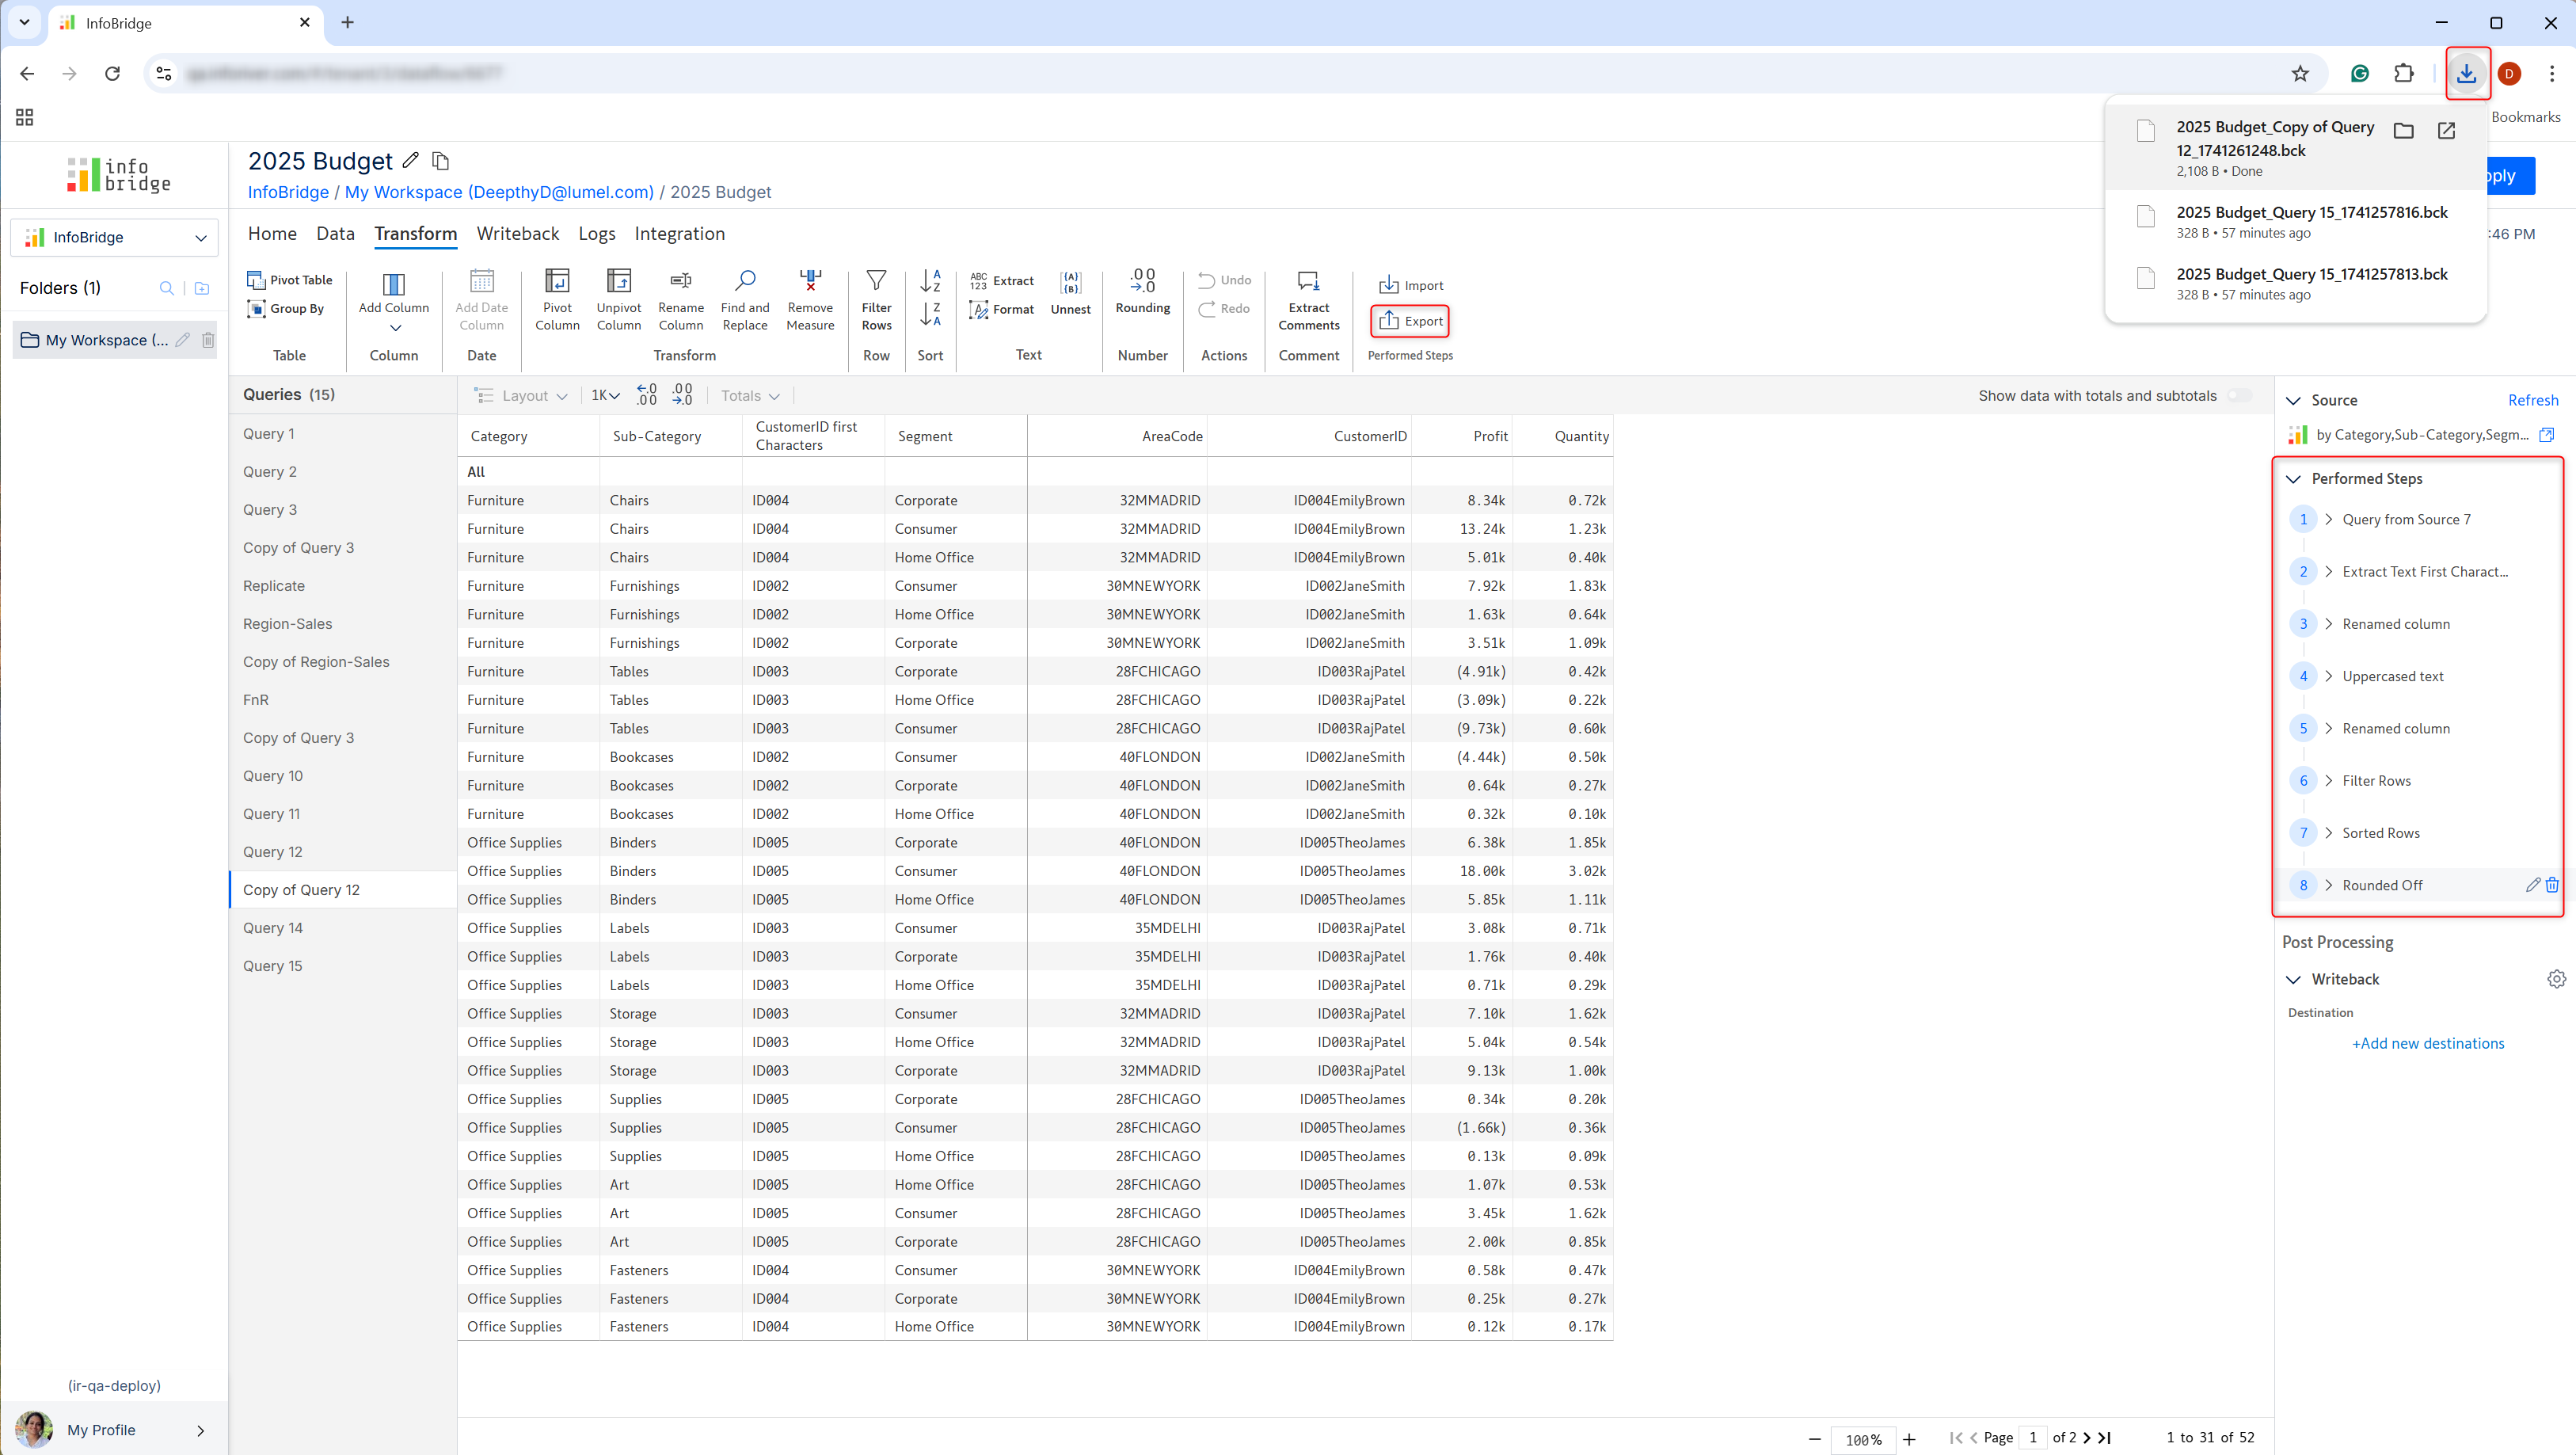 InfoBridge
D
Bookmarks
2025 Budget_Copy of Query
12_1741261248.bck
2,108 B • Done
2025 Budget_Query 15_1741257816.bck
328 B • 57 minutes ago
2025 Budget_Query 15_1741257813.bck
328 B • 57 minutes ago
info
bridge
2025 Budget
InfoBridge / My Workspace (DeepthyD@lumel.com) / 2025 Budget
pply
InfoBridge
Folders (1)
My Workspace (...
Home Data Transform Writeback Logs Integration
:46 PM
Pivot Table
Group By
Table
Add Column
Column
Add Date
Column
Date
Pivot
Column
Unpivot
Column
Rename
Column
Find and
Replace
Remove
Measure
Transform
Filter
Rows
Row
A
Z
Z
A
Sort
ABC
123
Extract
Format
{A}
{B}
Unnest
Text
.00
→.0
Rounding
Number
Undo
Redo
Actions
Extract
Comments
Comment
Import
Export
Performed Steps
Queries (15)
Query 1
Query 2
Query 3
Copy of Query 3
Replicate
Region-Sales
Copy of Region-Sales
FnR
Copy of Query 3
Query 10
Query 11
Query 12
Copy of Query 12
Query 14
Query 15
Layout 1K ←.0 .00 .00 →.0 Totals
Show data with totals and subtotals
Category Sub-Category CustomerID first Characters Segment AreaCode CustomerID Profit Quantity
All
Furniture Chairs ID004 Corporate 32MMADRID ID004EmilyBrown 8.34k 0.72k
Furniture Chairs ID004 Consumer 32MMADRID ID004EmilyBrown 13.24k 1.23k
Furniture Chairs ID004 Home Office 32MMADRID ID004EmilyBrown 5.01k 0.40k
Furniture Furnishings ID002 Consumer 30MNEWYORK ID002JaneSmith 7.92k 1.83k
Furniture Furnishings ID002 Home Office 30MNEWYORK ID002JaneSmith 1.63k 0.64k
Furniture Furnishings ID002 Corporate 30MNEWYORK ID002JaneSmith 3.51k 1.09k
Furniture Tables ID003 Corporate 28FCHICAGO ID003RajPatel (4.91k) 0.42k
Furniture Tables ID003 Home Office 28FCHICAGO ID003RajPatel (3.09k) 0.22k
Furniture Tables ID003 Consumer 28FCHICAGO ID003RajPatel (9.73k) 0.60k
Furniture Bookcases ID002 Consumer 40FLONDON ID002JaneSmith (4.44k) 0.50k
Furniture Bookcases ID002 Corporate 40FLONDON ID002JaneSmith 0.64k 0.27k
Furniture Bookcases ID002 Home Office 40FLONDON ID002JaneSmith 0.32k 0.10k
Office Supplies Binders ID005 Corporate 40FLONDON ID005TheoJames 6.38k 1.85k
Office Supplies Binders ID005 Consumer 40FLONDON ID005TheoJames 18.00k 3.02k
Office Supplies Binders ID005 Home Office 40FLONDON ID005TheoJames 5.85k 1.11k
Office Supplies Labels ID003 Consumer 35MDELHI ID003RajPatel 3.08k 0.71k
Office Supplies Labels ID003 Corporate 35MDELHI ID003RajPatel 1.76k 0.40k
Office Supplies Labels ID003 Home Office 35MDELHI ID003RajPatel 0.71k 0.29k
Office Supplies Storage ID003 Consumer 32MMADRID ID003RajPatel 7.10k 1.62k
Office Supplies Storage ID003 Home Office 32MMADRID ID003RajPatel 5.04k 0.54k
Office Supplies Storage ID003 Corporate 32MMADRID ID003RajPatel 9.13k 1.00k
Office Supplies Supplies ID005 Corporate 28FCHICAGO ID005TheoJames 0.34k 0.20k
Office Supplies Supplies ID005 Consumer 28FCHICAGO ID005TheoJames (1.66k) 0.36k
Office Supplies Supplies ID005 Home Office 28FCHICAGO ID005TheoJames 0.13k 0.09k
Office Supplies Art ID005 Home Office 28FCHICAGO ID005TheoJames 1.07k 0.53k
Office Supplies Art ID005 Consumer 28FCHICAGO ID005TheoJames 3.45k 1.62k
Office Supplies Art ID005 Corporate 28FCHICAGO ID005TheoJames 2.00k 0.85k
Office Supplies Fasteners ID004 Consumer 30MNEWYORK ID004EmilyBrown 0.58k 0.47k
Office Supplies Fasteners ID004 Corporate 30MNEWYORK ID004EmilyBrown 0.25k 0.27k
Office Supplies Fasteners ID004 Home Office 30MNEWYORK ID004EmilyBrown 0.12k 0.17k
Source Refresh
by Category,Sub-Category,Segm...
Performed Steps
1 Query from Source 7
2 Extract Text First Charact...
3 Renamed column
4 Uppercased text
5 Renamed column
6 Filter Rows
7 Sorted Rows
8 Rounded Off
Post Processing
Writeback
Destination
+Add new destinations
(ir-qa-deploy)
My Profile
100% Page 1 of 2 1 to 31 of 52